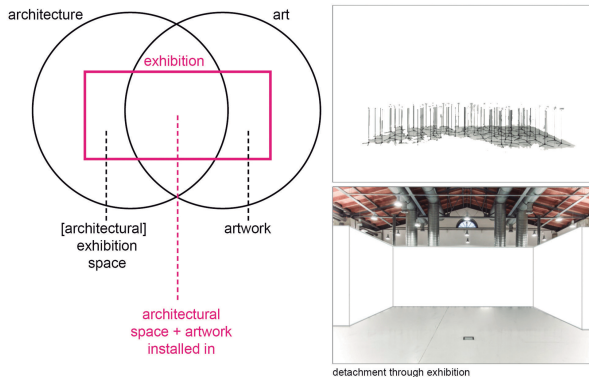 architecture
art
exhibition
[architectural]
exhibition
space
artwork
architectural
space + artwork
installed in
detachment through exhibition